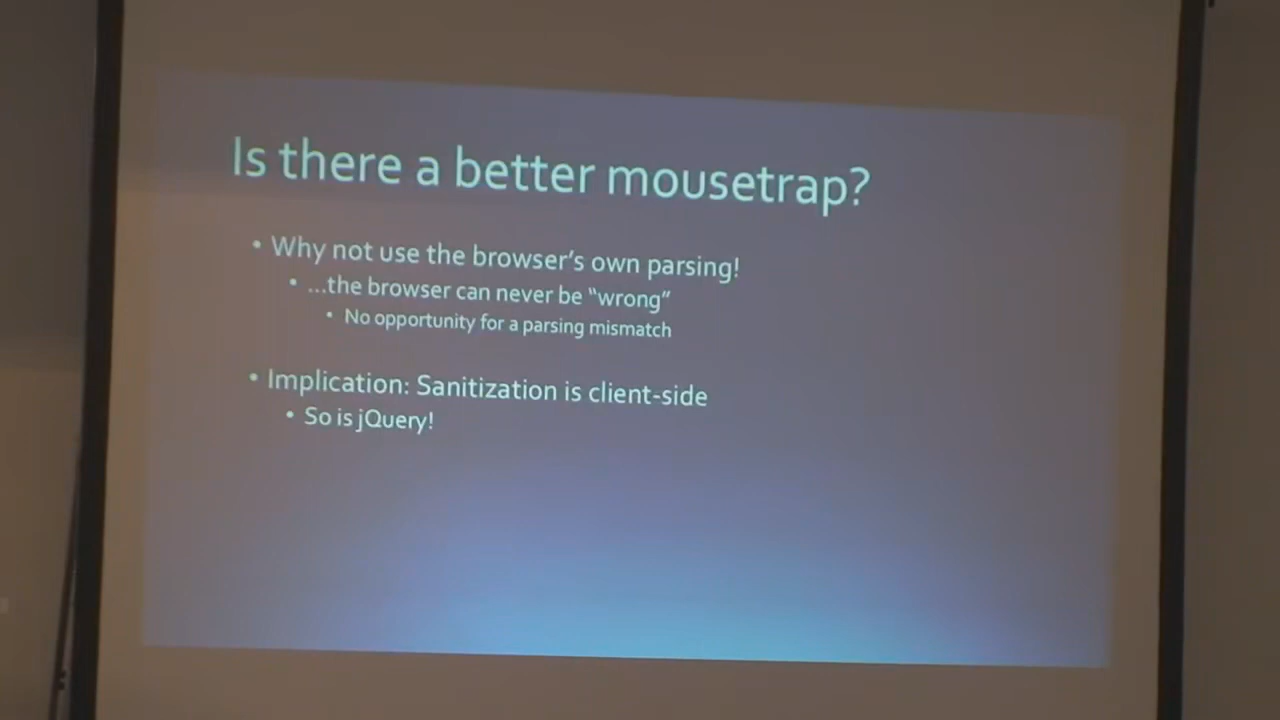 Is there a better mousetrap?
• Why not use the browser's own parsing!
• ...the browser can never be "wrong"
• No opportunity for a parsing mismatch
• Implication: Sanitization is client-side
• So is jQuery!